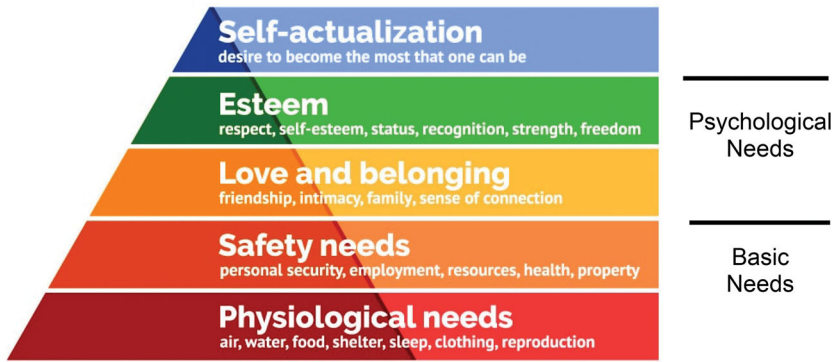 Self-actualization
desire to become the most that one can be
Esteem
respect, self-esteem, status, recognition, strength, freedom
Love and belonging
friendship, intimacy, family, sense of connection
Safety needs
personal security, employment, resources, health, property
Physiological needs
air, water, food, shelter, sleep, clothing, reproduction
Psychological
Needs
Basic
Needs